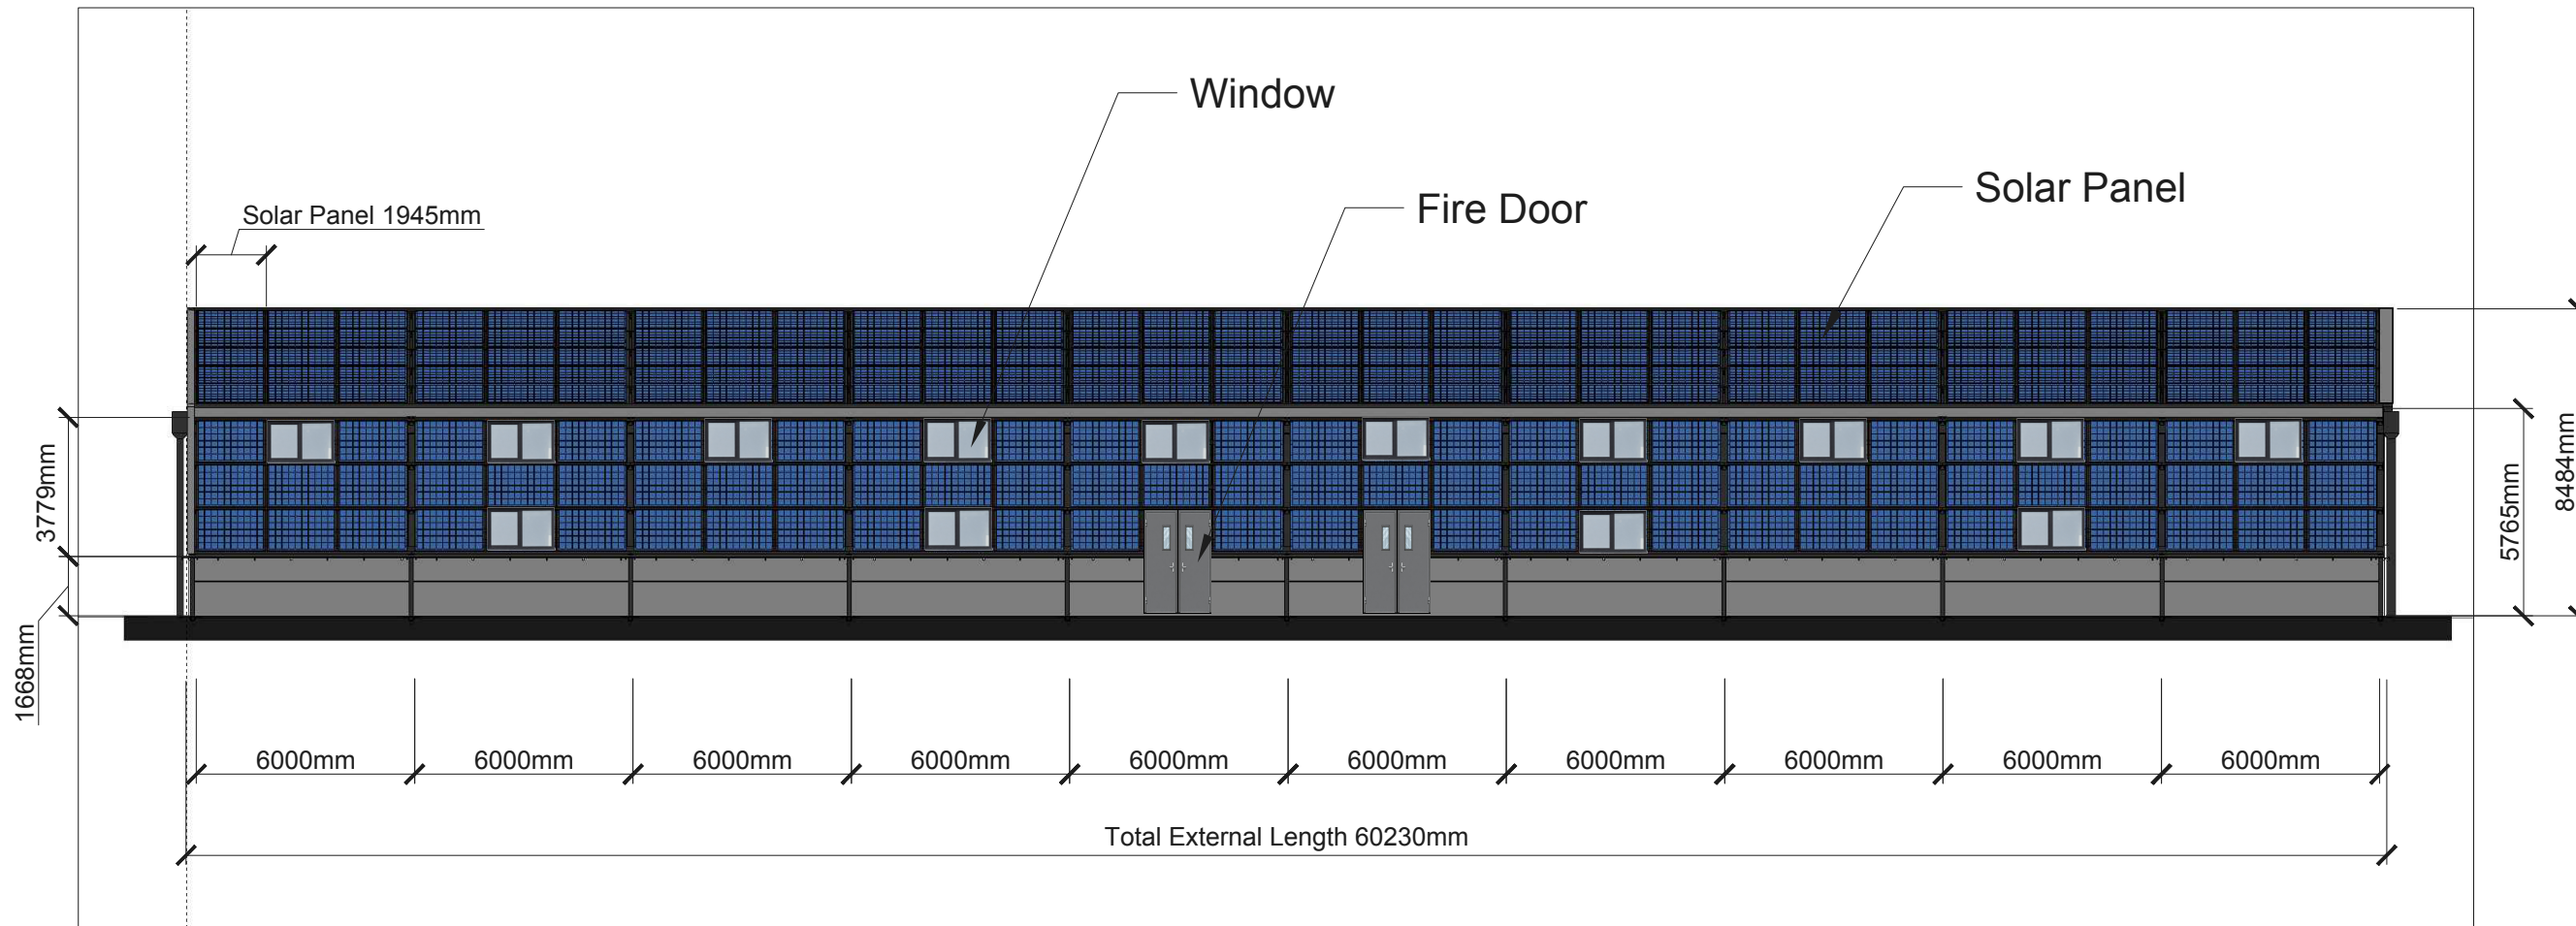 Window
Solar Panel
Fire Door
Solar Panel 1945mm
3779mm
1668mm
5765mm
8484mm
6000mm
6000mm
6000mm
6000mm
6000mm
6000mm
6000mm
6000mm
6000mm
6000mm
Total External Length 60230mm